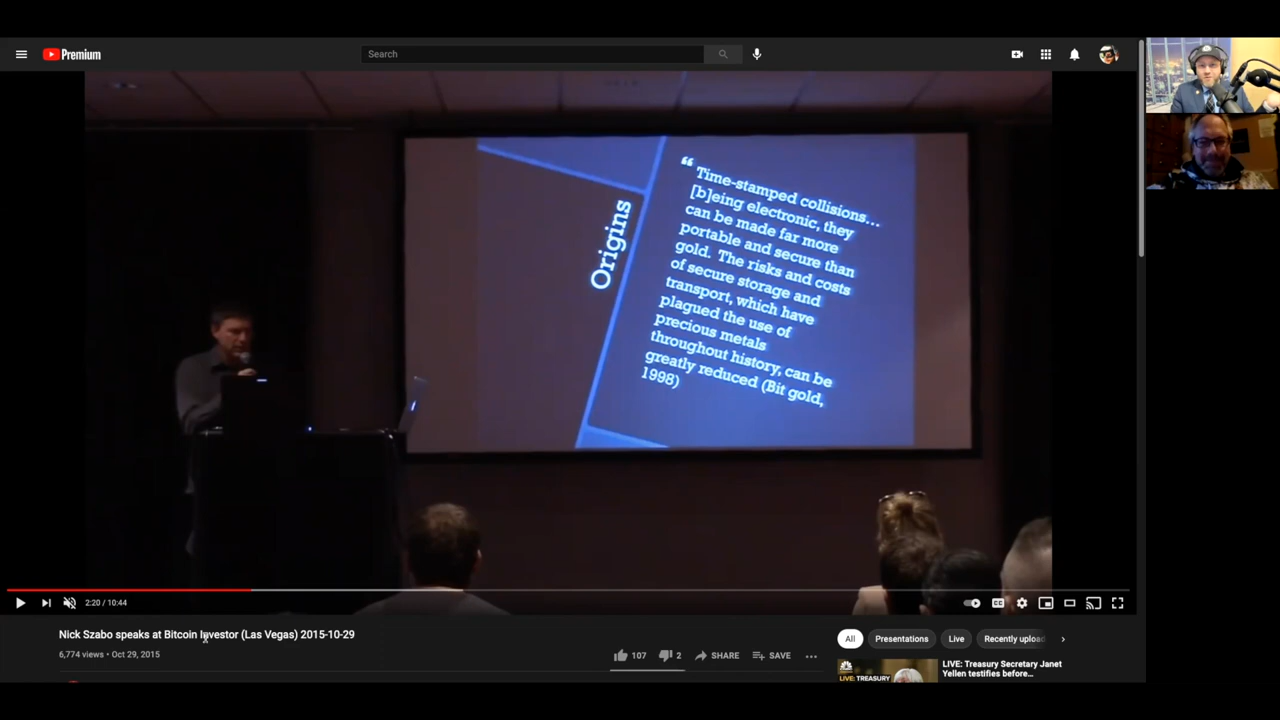 Premium
Search
Origins
“ Time-stamped collisions...
[b]eing electronic, they
can be made far more
portable and secure than
gold. The risks and costs
of secure storage and
transport, which have
plagued the use of
precious metals
throughout history, can be
greatly reduced (Bit gold,
1998)
2:20 / 10:44
CC
Nick Szabo speaks at Bitcoin Investor (Las Vegas) 2015-10-29
6,774 views • Oct 29, 2015
107
2
SHARE
SAVE
All
Presentations
Live
Recently upload
LIVE: TREASURY
LIVE: Treasury Secretary Janet
Yellen testifies before...